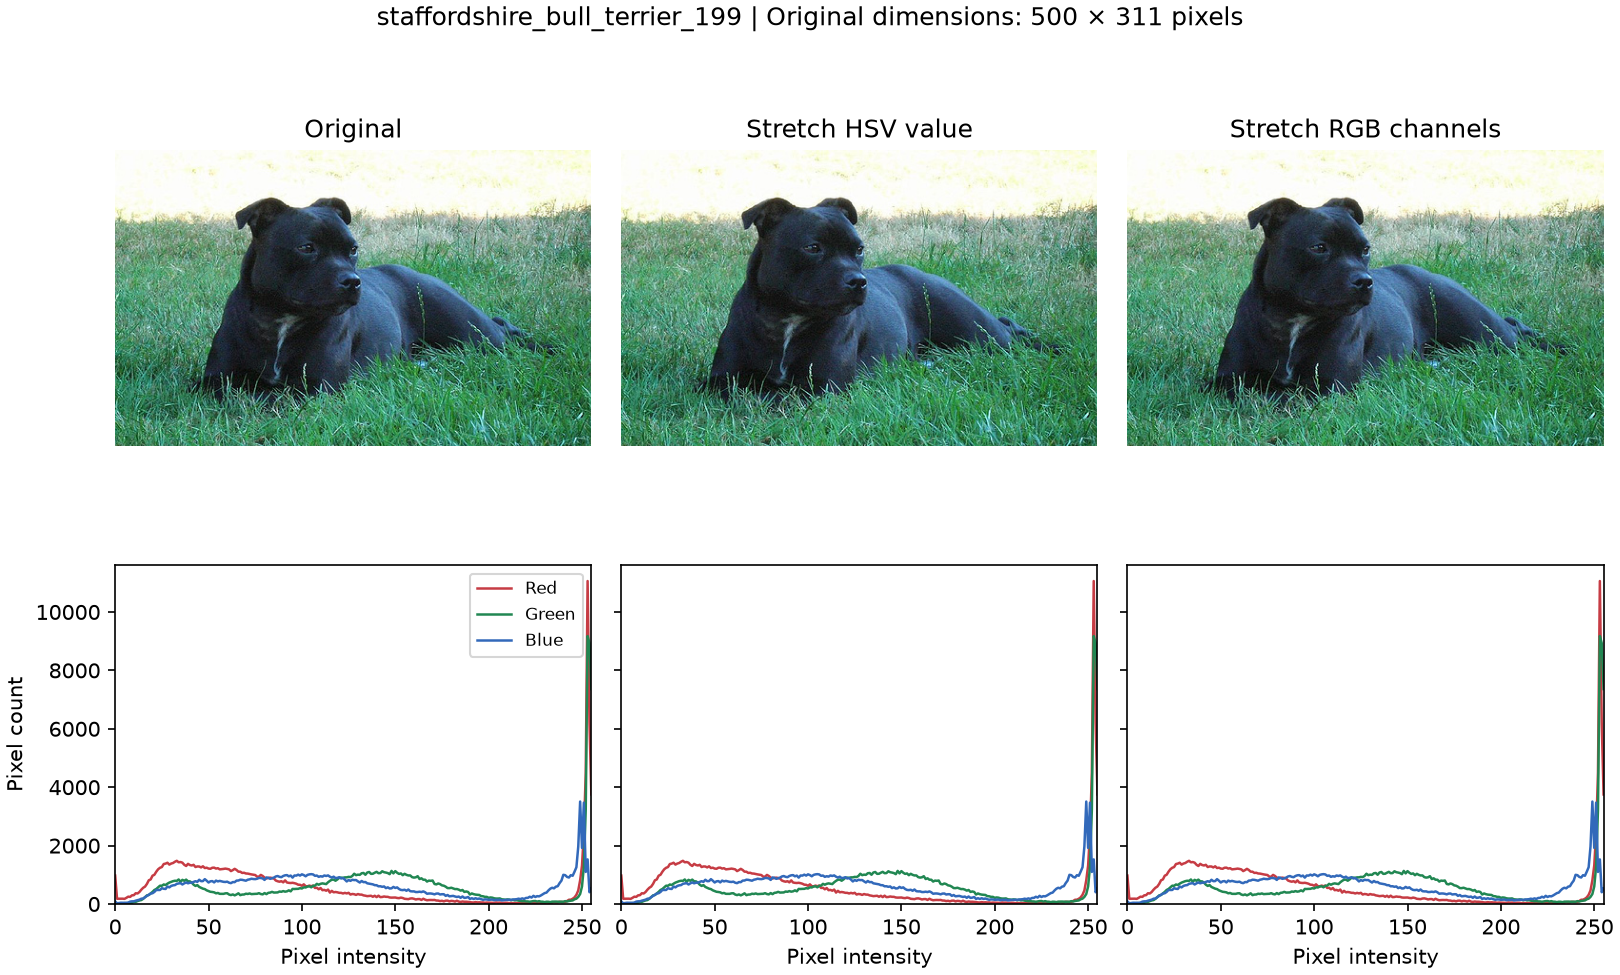 staffordshire_bull_terrier_199 | Original dimensions: 500 × 311 pixels
Original
Stretch HSV value
Stretch RGB channels
Red
Green
Blue
Pixel count
10000
8000
6000
4000
2000
0
0 50 100 150 200 250
0 50 100 150 200 250
0 50 100 150 200 250
Pixel intensity
Pixel intensity
Pixel intensity